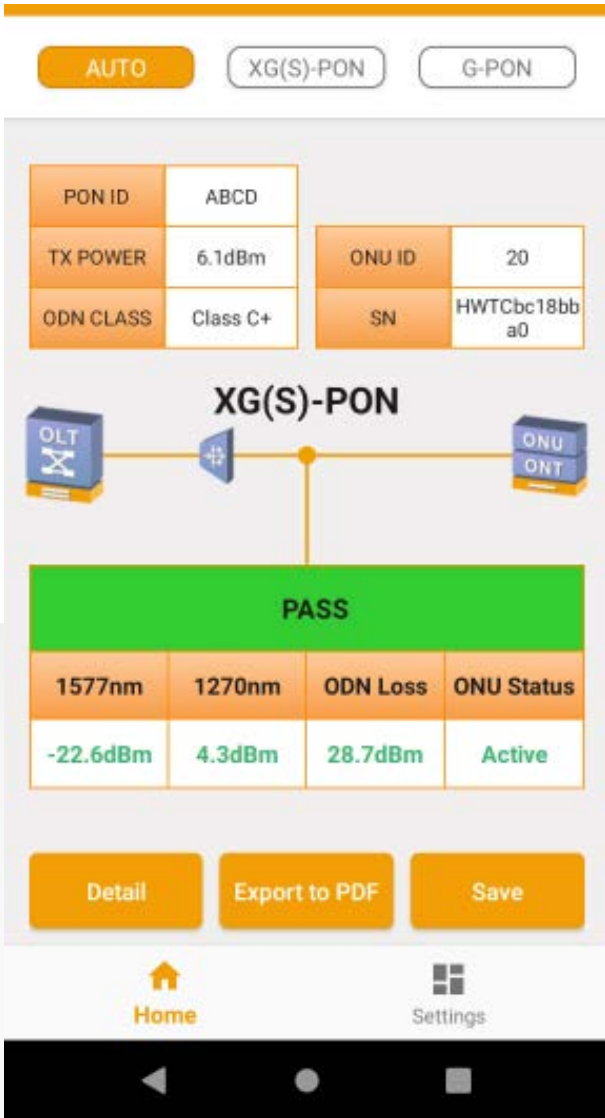 AUTO
XG(S)-PON
G-PON
PON ID
ABCD
TX POWER
6.1dBm
ONU ID
20
ODN CLASS
Class C+
SN
HWTCbc18bb
a0
XG(S)-PON
OLT
ONU
ONT
PASS
1577nm
1270nm
ODN Loss
ONU Status
-22.6dBm
4.3dBm
28.7dBm
Active
Detail
Export to PDF
Save
Home
Settings